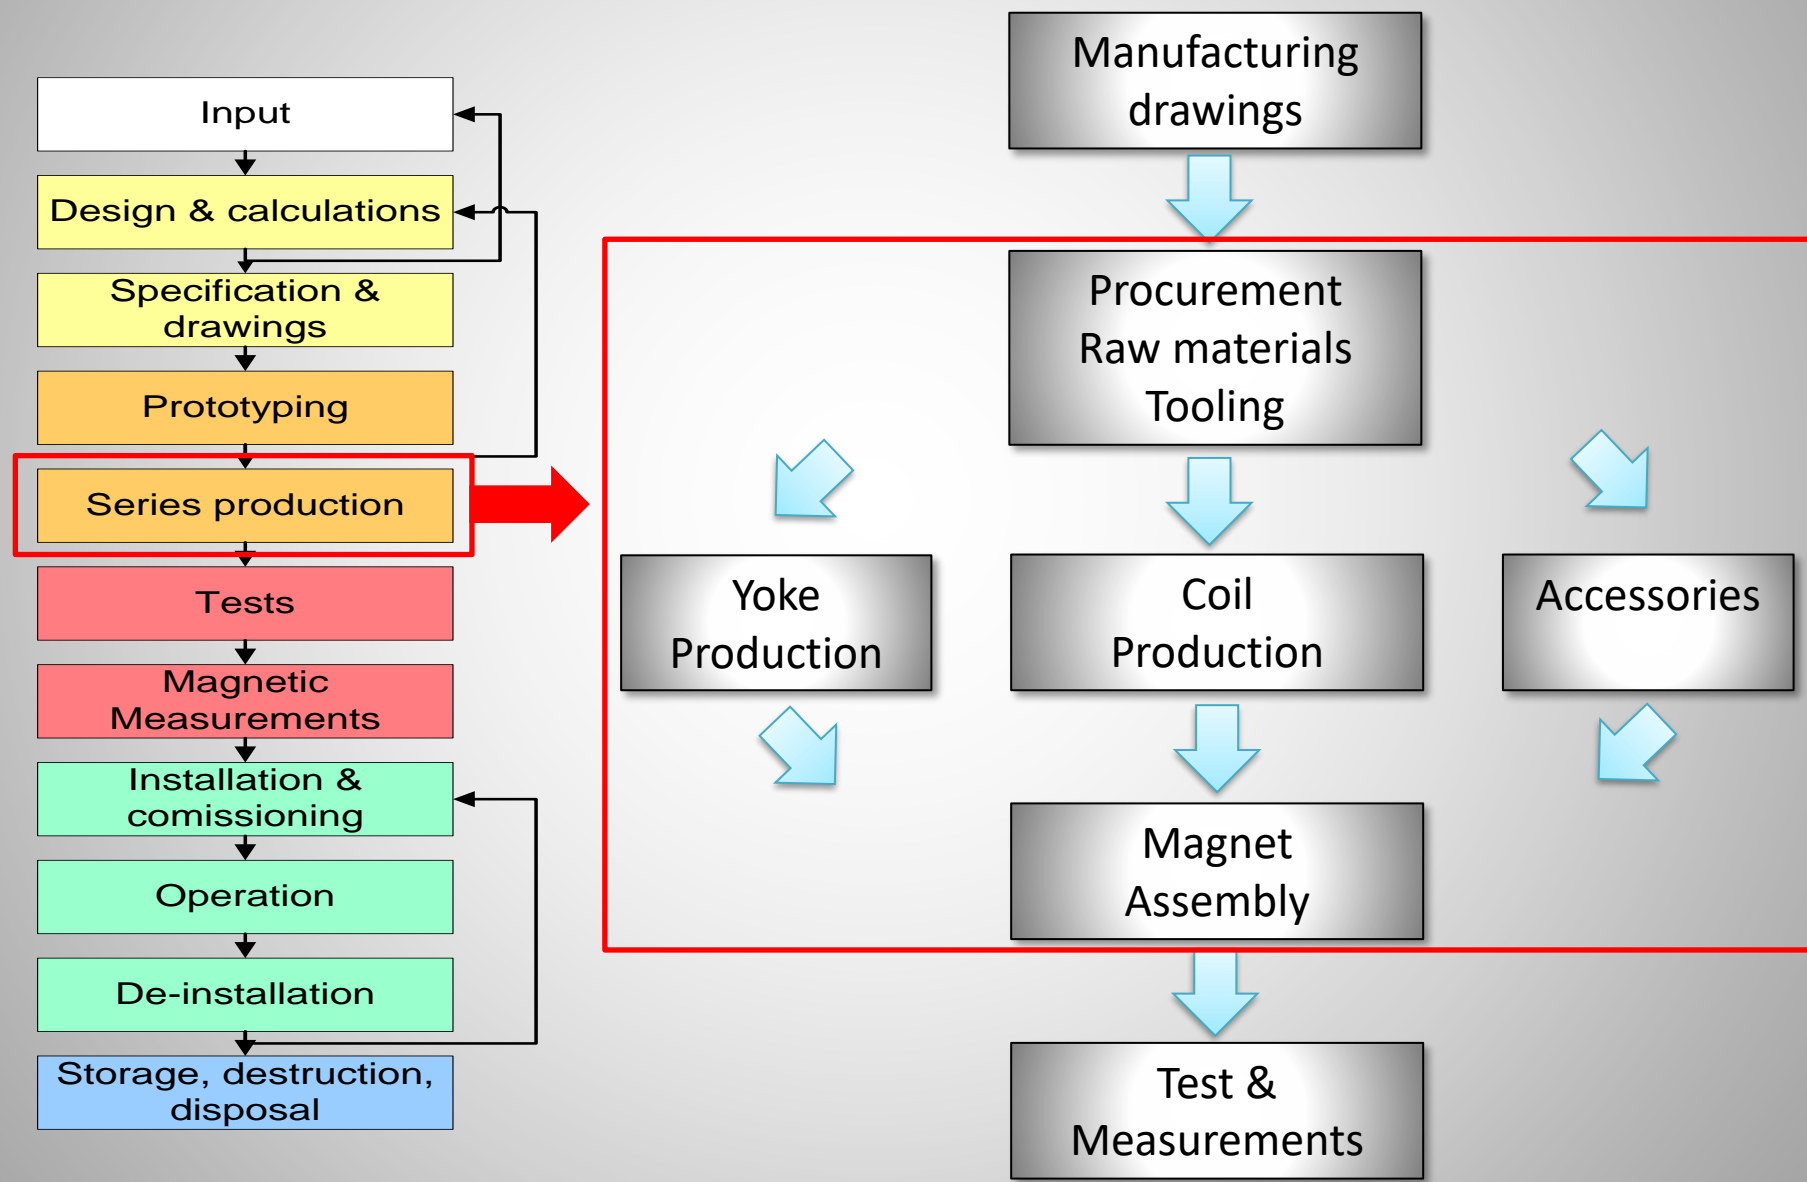 Input
Design & calculations
Specification &
drawings
Prototyping
Series production
Tests
Magnetic
Measurements
Installation &
comissioning
Operation
De-installation
Storage, destruction,
disposal
Manufacturing
drawings
Procurement
Raw materials
Tooling
Yoke
Production
Coil
Production
Accessories
Magnet
Assembly
Test &
Measurements